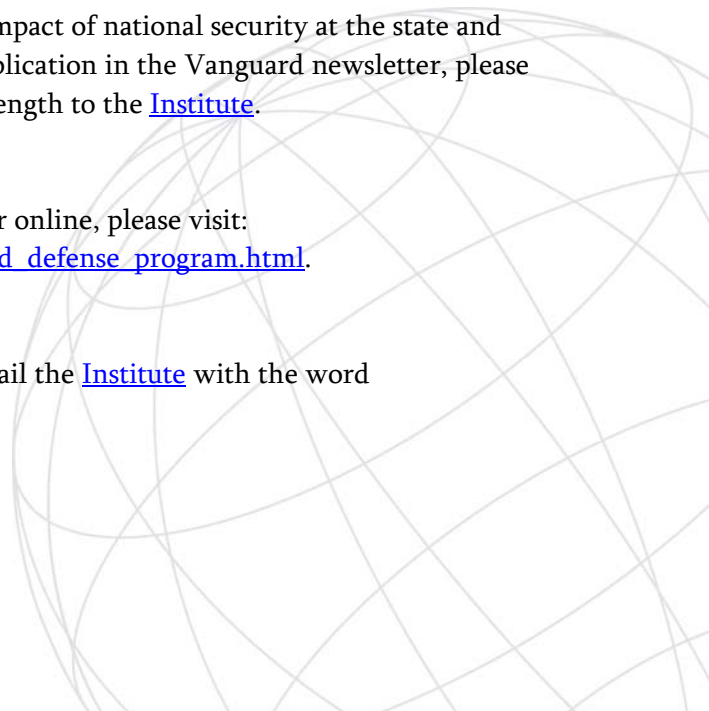 mpact of national security at the state and
blication in the Vanguard newsletter, please
ength to the Institute.
r online, please visit:
d_defense_program.html.
ail the Institute with the word